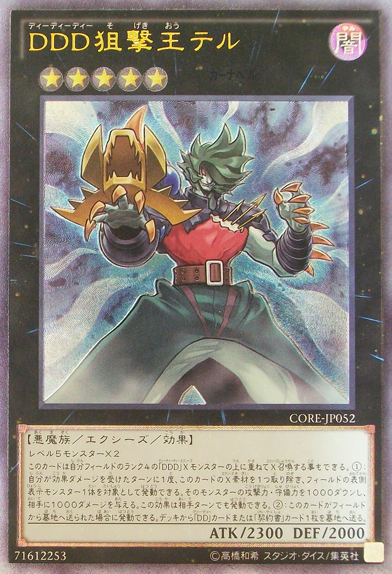 ディーディーディー そ げき おう
DDD狙撃王テル
闇
CORE-JP052
【悪魔族／エクシーズ／効果】
レベル5モンスター×2
このカードは自分フィールドのランク4の「DDD」Xモンスターの上に重ねてX召喚する事もできる。①：
自分が効果ダメージを受けたターンに1度、このカードのX素材を1つ取り除き、フィールドの表側
表示モンスター1体を対象として発動できる。そのモンスターの攻撃力・守備力を1000ダウンし、
相手に1000ダメージを与える。この効果は相手ターンでも発動できる。②：このカードがフィールド
から墓地へ送られた場合に発動できる。デッキから「DD」カードまたは「契約書」カード1枚を墓地へ送る。
ATK/2300 DEF/2000
71612253
©高橋和希 スタジオ・ダイス/集英社